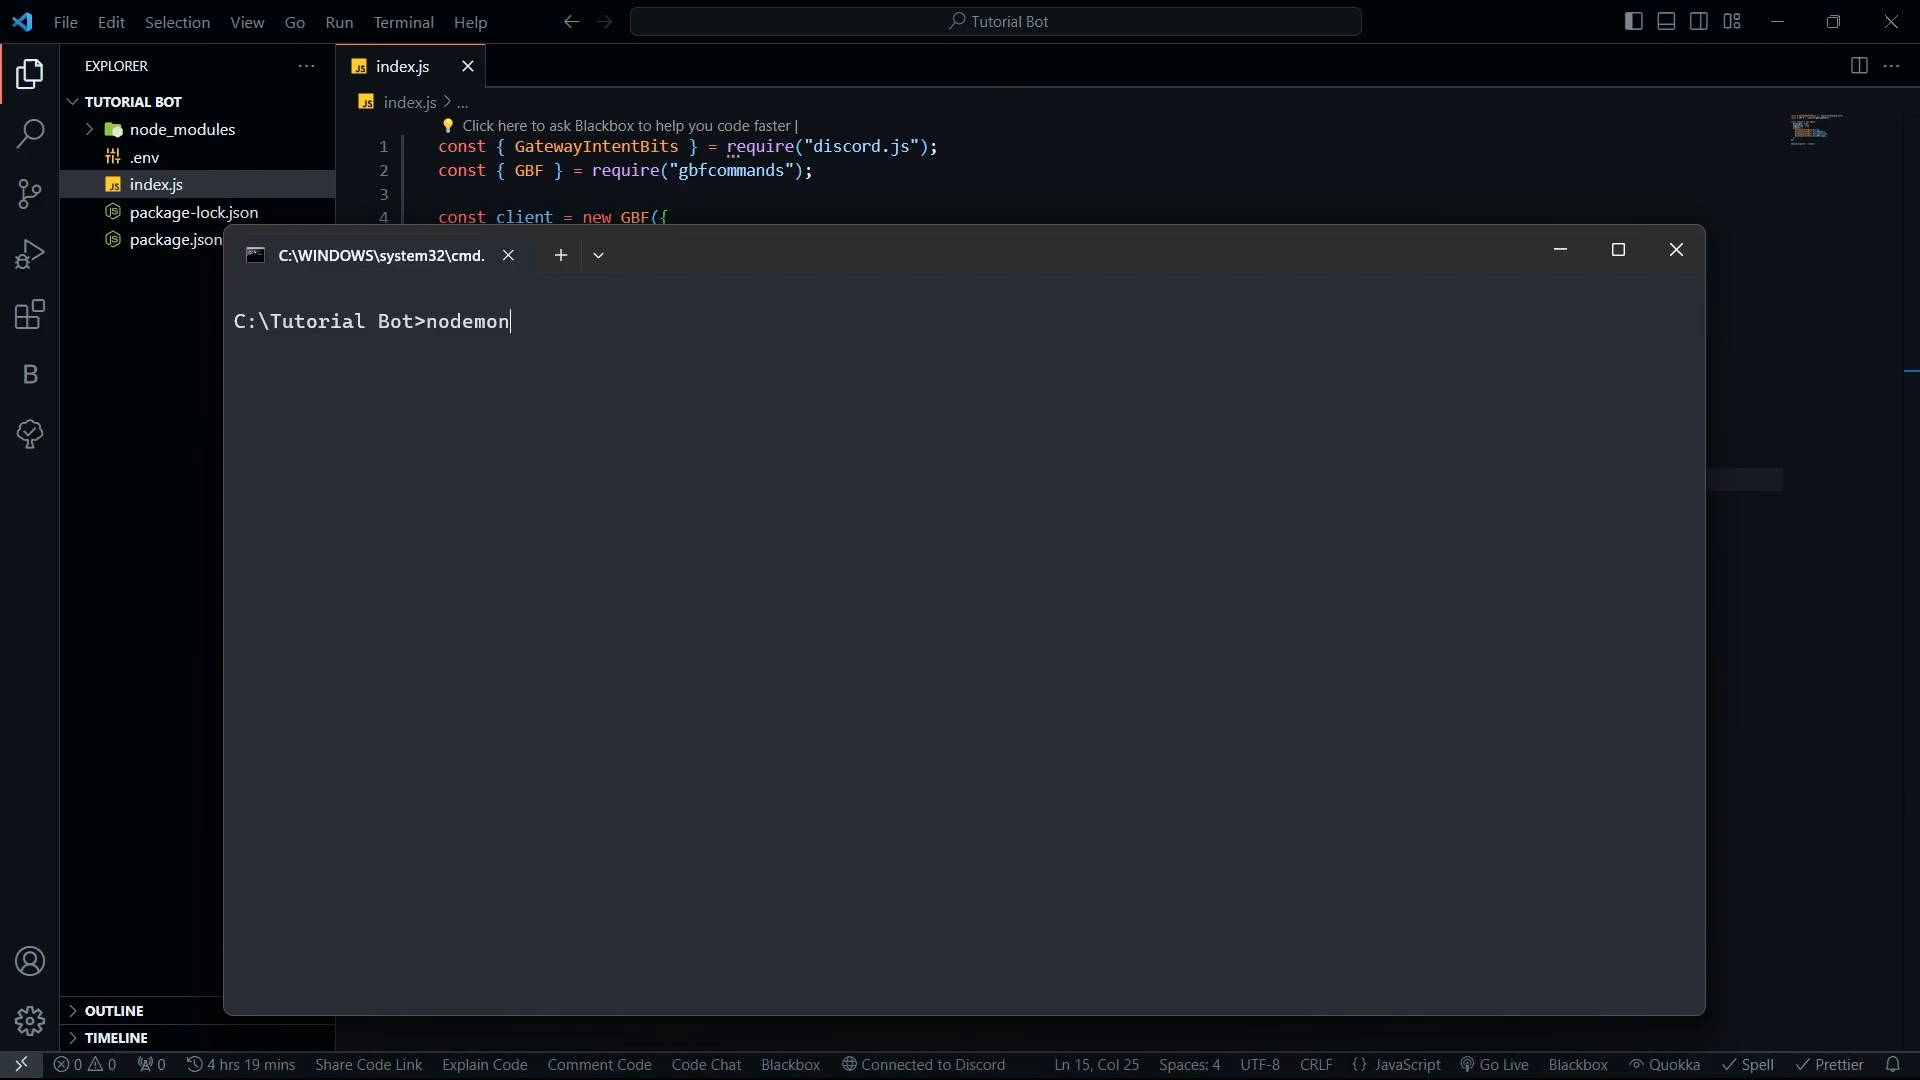 File Edit Selection View Go Run Terminal Help
Tutorial Bot
EXPLORER
index.js
TUTORIAL BOT
node_modules
.env
index.js
package-lock.json
package.json
index.js > ...
Click here to ask Blackbox to help you code faster |
1 const { GatewayIntentBits } = require("discord.js");
2 const { GBF } = require("gbfcommands");
3
4 const client = new GBF({
C:\WINDOWS\system32\cmd.
C:\Tutorial Bot>nodemon
B
OUTLINE
TIMELINE
0 0 0 4 hrs 19 mins Share Code Link Explain Code Comment Code Code Chat Blackbox Connected to Discord Ln 15, Col 25 Spaces: 4 UTF-8 CRLF {} JavaScript Go Live Blackbox Quokka Spell Prettier